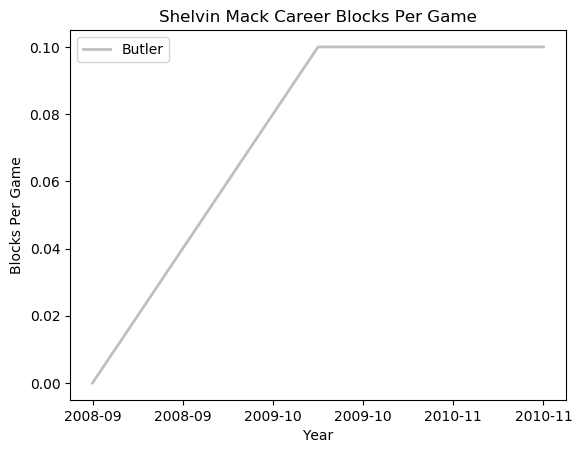 Shelvin Mack Career Blocks Per Game
Butler
0.10
0.08
0.06
0.04
0.02
0.00
Blocks Per Game
2008-09 2008-09 2009-10 2009-10 2010-11 2010-11
Year